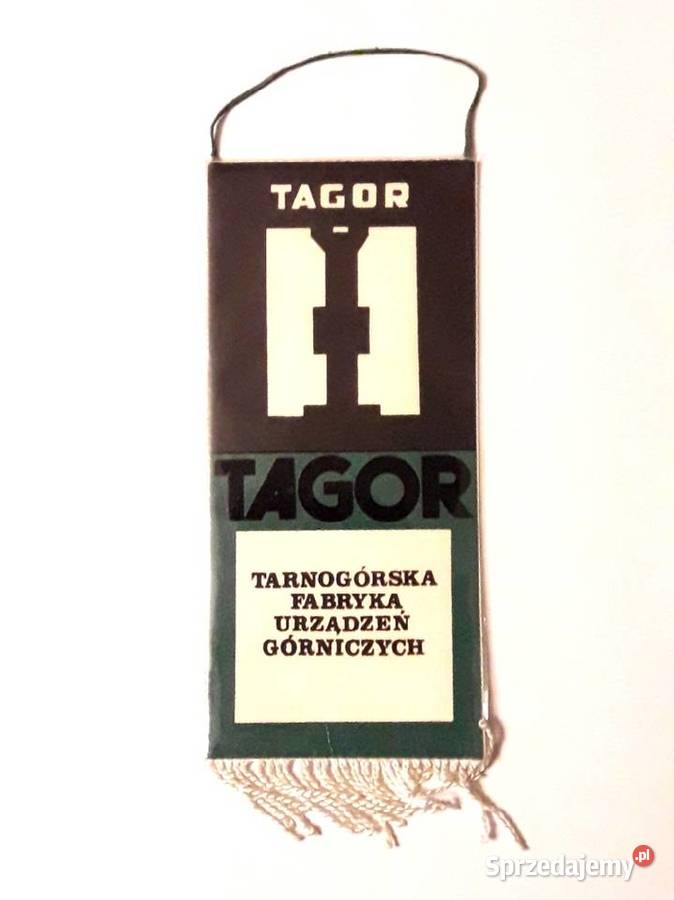 TAGOR
TAGOR
TARNOGÓRSKA
FABRYKA
URZĄDZEŃ
GÓRNICZYCH
Sprzedajemy.pl